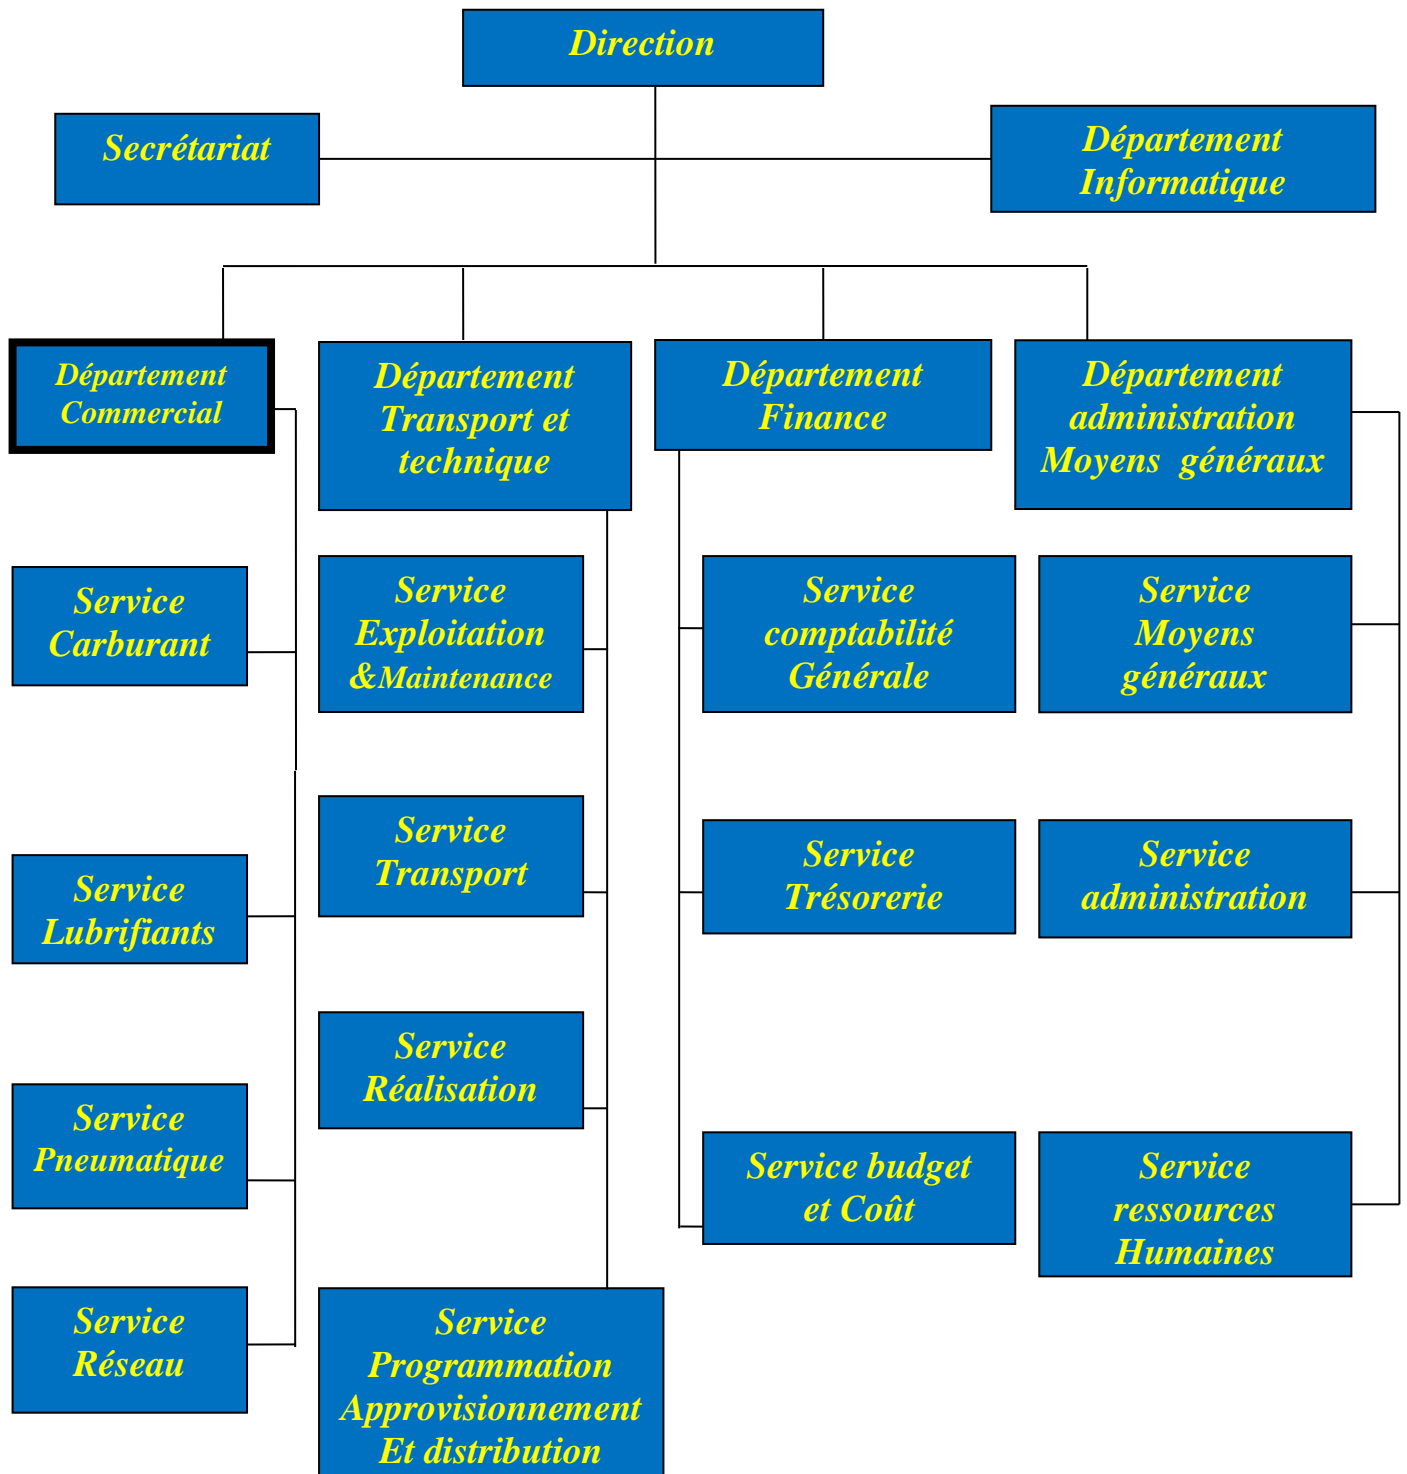 Direction
Secrétariat
Département
Informatique
Département
Commercial
Département
Transport et
technique
Département
Finance
Département
administration
Moyens généraux
Service
Carburant
Service
Exploitation
&Maintenance
Service
comptabilité
Générale
Service
Moyens
généraux
Service
Lubrifiants
Service
Transport
Service
Trésorerie
Service
administration
Service
Pneumatique
Service
Réalisation
Service budget
et Coût
Service
ressources
Humaines
Service
Réseau
Service
Programmation
Approvisionnement
Et distribution